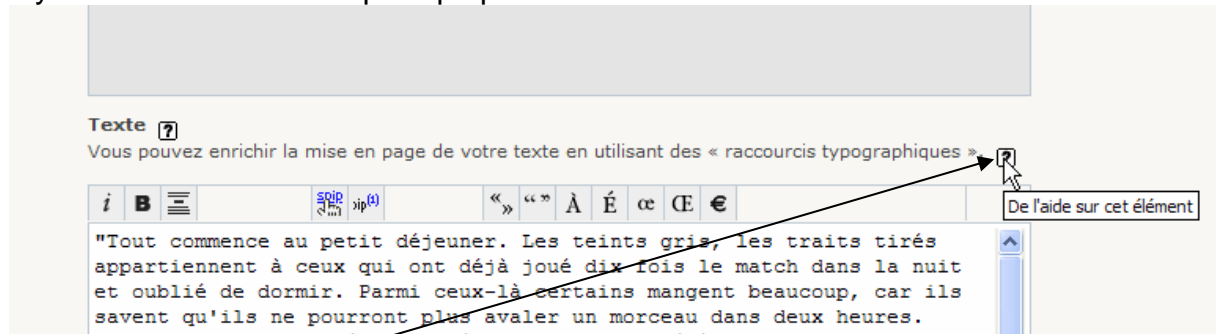 Texte ?
Vous pouvez enrichir la mise en page de votre texte en utilisant des « raccourcis typographiques ». ?
i B «» “” À É œ Œ €
De l'aide sur cet élément
"Tout commence au petit déjeuner. Les teints gris, les traits tirés
appartiennent à ceux qui ont déjà joué dix fois le match dans la nuit
et oublié de dormir. Parmi ceux-là certains mangent beaucoup, car ils
savent qu'ils ne pourront plus avaler un morceau dans deux heures.